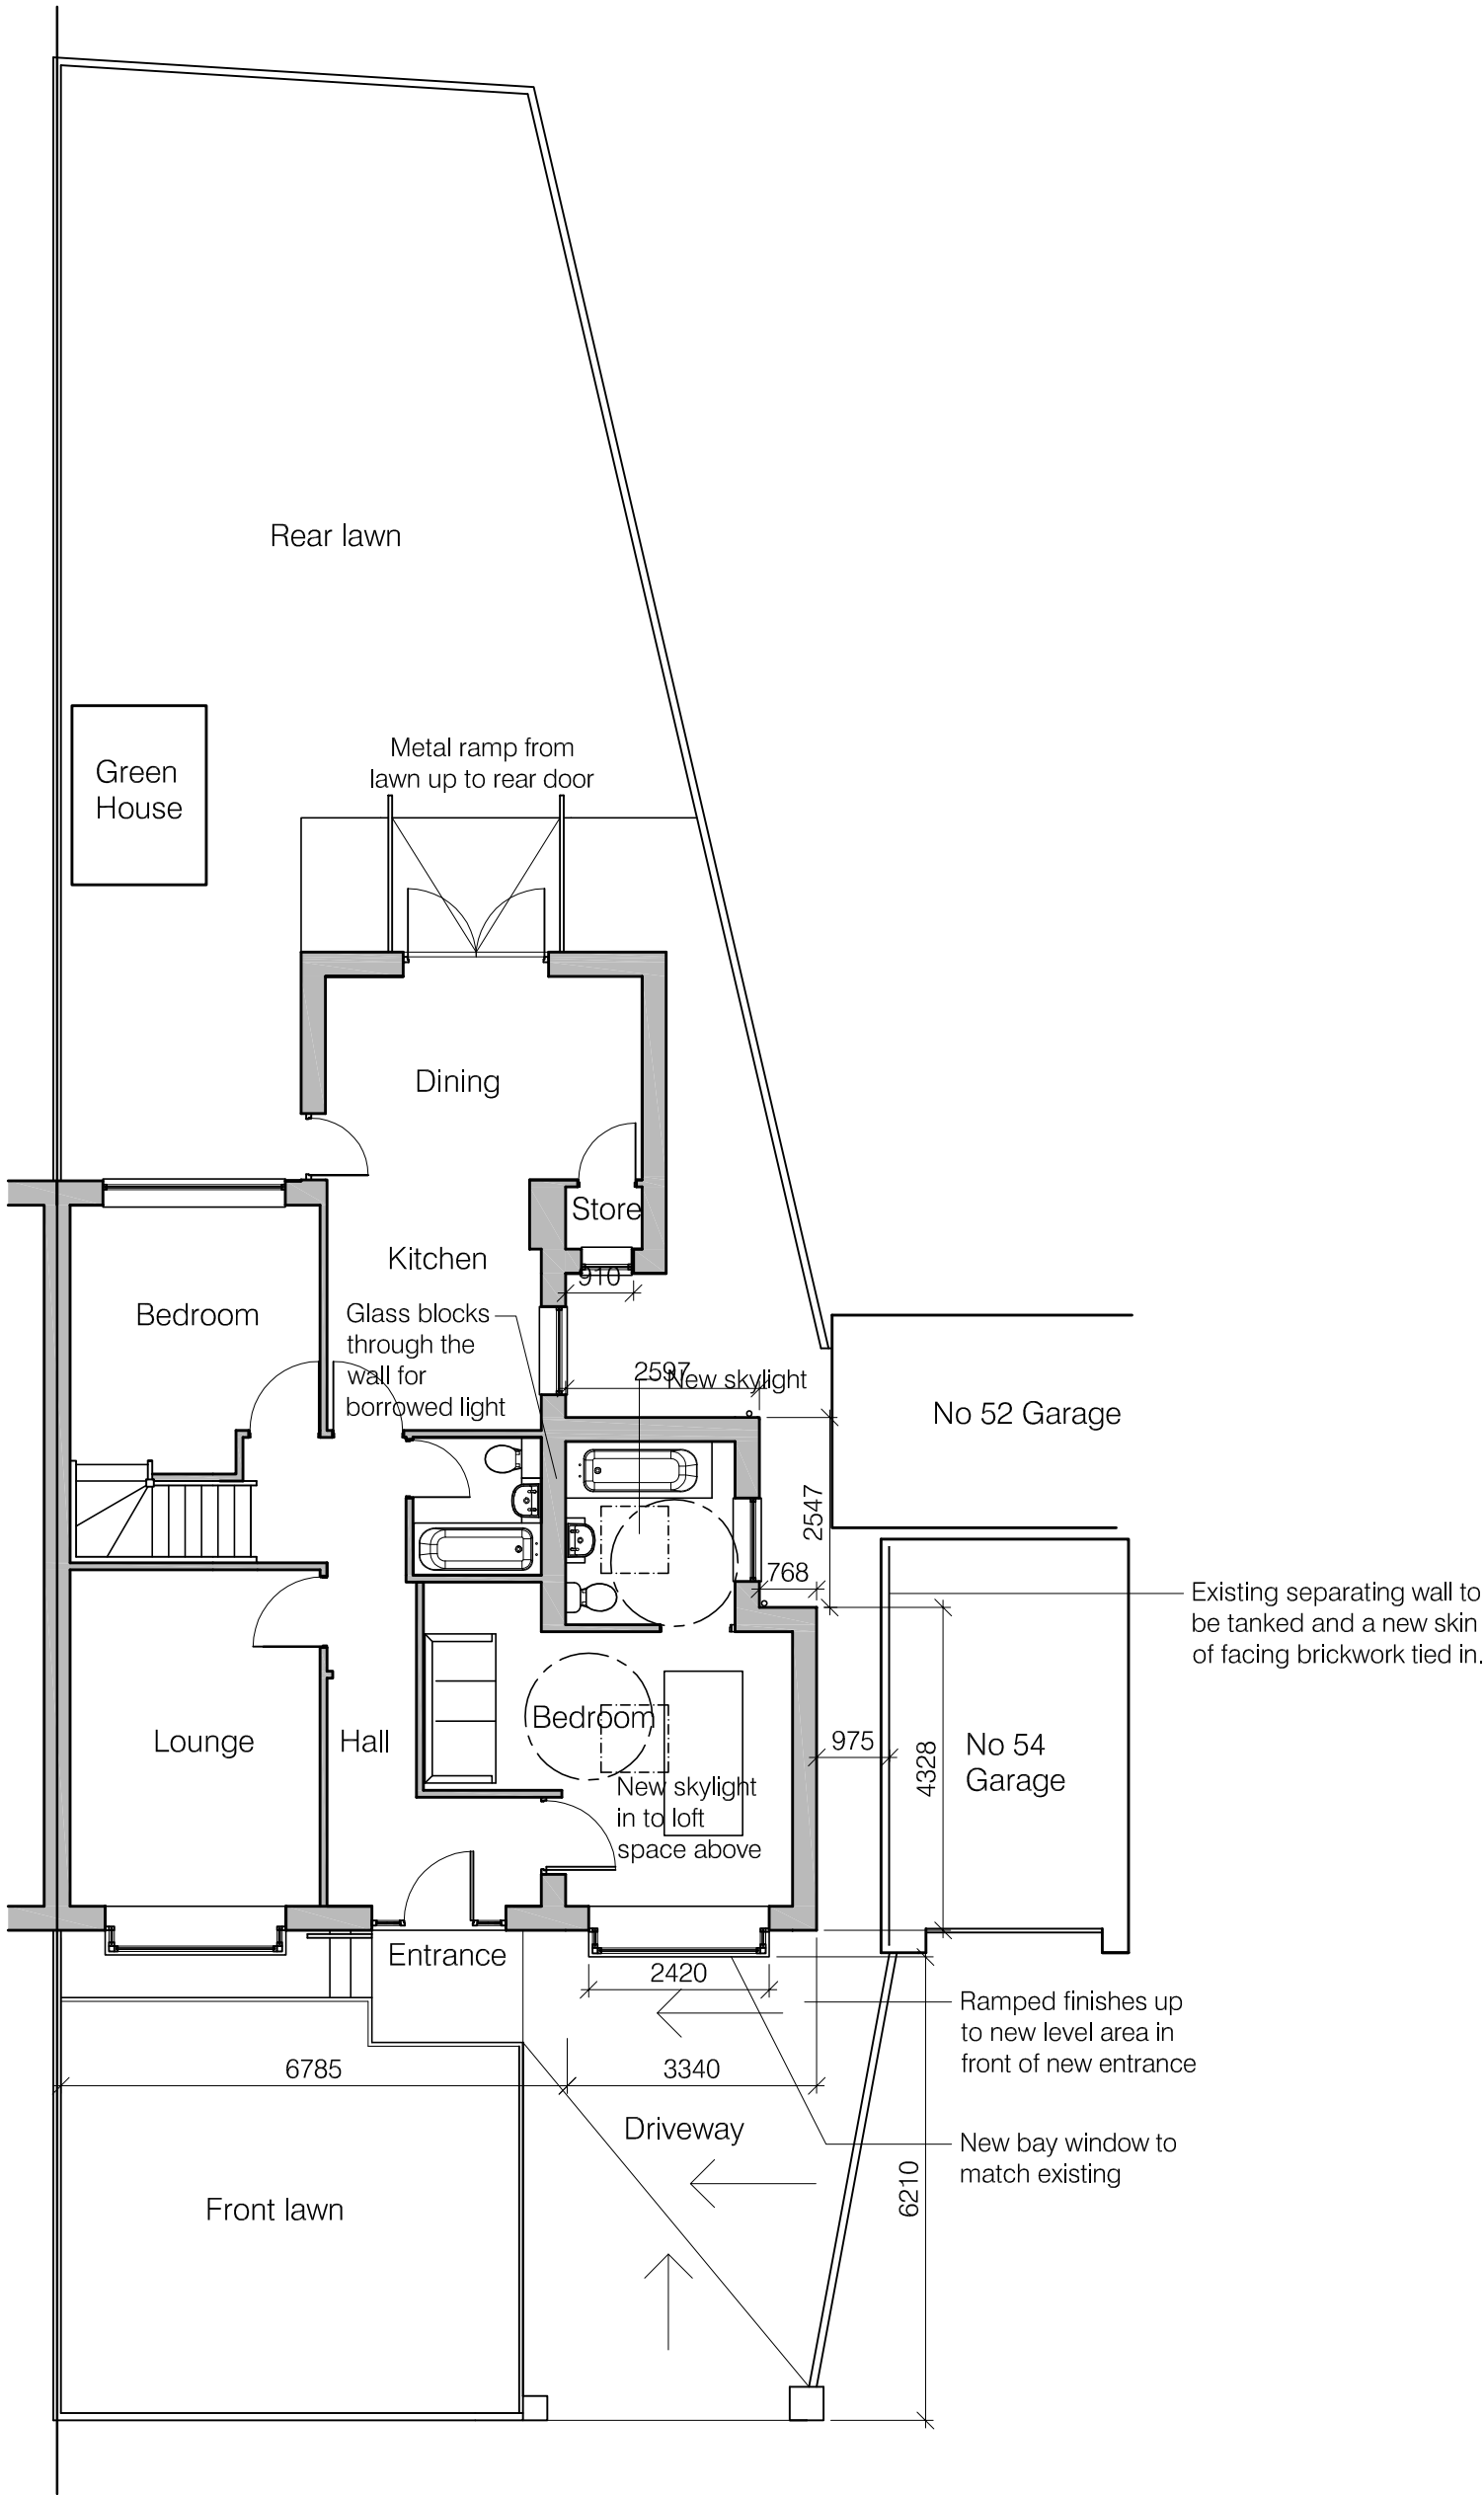 Rear lawn
Metal ramp from
lawn up to rear door
Green
House
Dining
Store
Kitchen
910
Bedroom
Glass blocks
through the
wall for
borrowed light
2597
New skylight
No 52 Garage
2547
768
Existing separating wall to
be tanked and a new skin
of facing brickwork tied in.
Bedroom
Lounge
Hall
975
4328
No 54
Garage
New skylight
in to loft
space above
Entrance
2420
Ramped finishes up
to new level area in
front of new entrance
6785
3340
Driveway
New bay window to
match existing
6210
Front lawn